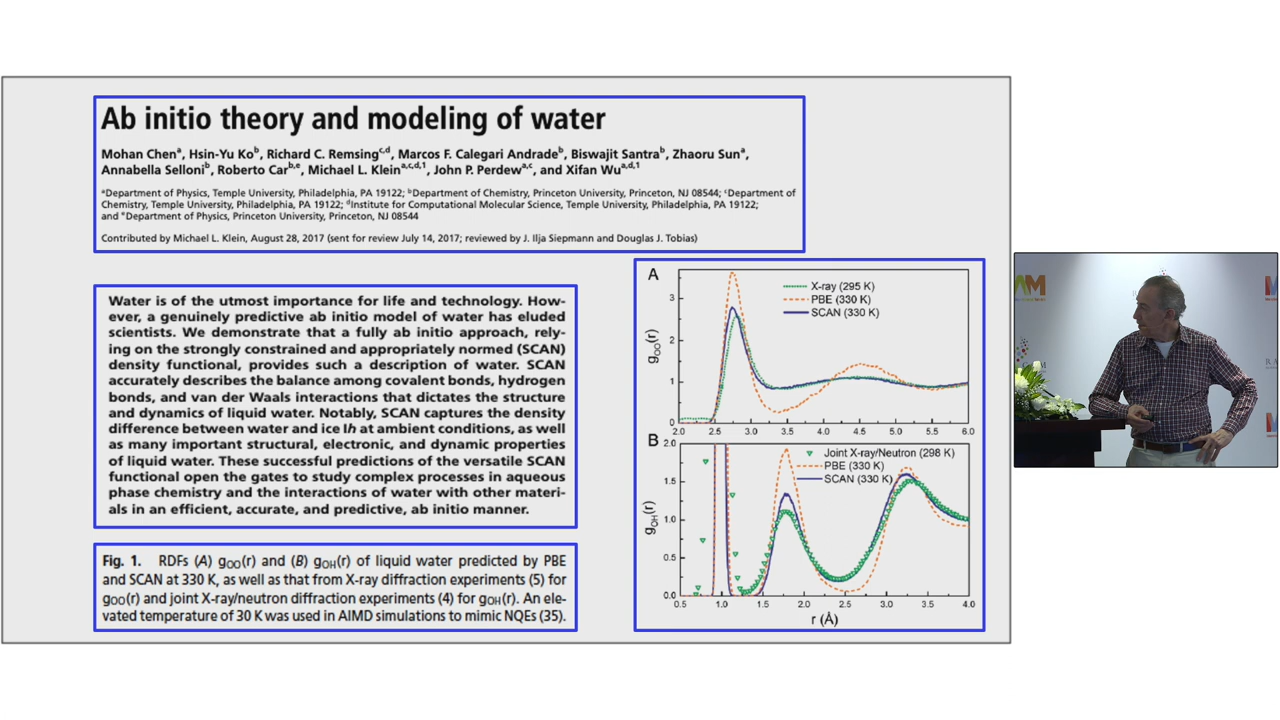 Ab initio theory and modeling of water
Mohan Chenᵃ, Hsin-Yu Koᵇ, Richard C. Remsingᶜ,ᵈ, Marcos F. Calegari Andradeᵇ, Biswajit Santraᵇ, Zhaoru Sunᵃ,
Annabella Selloniᵇ, Roberto Carᵇ,ᵉ, Michael L. Kleinᵃ,ᶜ,ᵈ,¹, John P. Perdewᵃ,ᶜ, and Xifan Wuᵃ,ᵈ,¹
ᵃDepartment of Physics, Temple University, Philadelphia, PA 19122; ᵇDepartment of Chemistry, Princeton University, Princeton, NJ 08544; ᶜDepartment of
Chemistry, Temple University, Philadelphia, PA 19122; ᵈInstitute for Computational Molecular Science, Temple University, Philadelphia, PA 19122;
and ᵉDepartment of Physics, Princeton University, Princeton, NJ 08544
Contributed by Michael L. Klein, August 28, 2017 (sent for review July 14, 2017; reviewed by J. Ilja Siepmann and Douglas J. Tobias)
Water is of the utmost importance for life and technology. How-
ever, a genuinely predictive ab initio model of water has eluded
scientists. We demonstrate that a fully ab initio approach, rely-
ing on the strongly constrained and appropriately normed (SCAN)
density functional, provides such a description of water. SCAN
accurately describes the balance among covalent bonds, hydrogen
bonds, and van der Waals interactions that dictates the structure
and dynamics of liquid water. Notably, SCAN captures the density
difference between water and ice Ih at ambient conditions, as well
as many important structural, electronic, and dynamic properties
of liquid water. These successful predictions of the versatile SCAN
functional open the gates to study complex processes in aqueous
phase chemistry and the interactions of water with other materi-
als in an efficient, accurate, and predictive, ab initio manner.
Fig. 1. RDFs (A) gOO(r) and (B) gOH(r) of liquid water predicted by PBE
and SCAN at 330 K, as well as that from X-ray diffraction experiments (5) for
gOO(r) and joint X-ray/neutron diffraction experiments (4) for gOH(r). An ele-
vated temperature of 30 K was used in AIMD simulations to mimic NQEs (35).
A
X-ray (295 K)
PBE (330 K)
SCAN (330 K)
gOO(r)
3
2
1
0
2.0 2.5 3.0 3.5 4.0 4.5 5.0 5.5 6.0
B
Joint X-ray/Neutron (298 K)
PBE (330 K)
SCAN (330 K)
gOH(r)
2.0
1.5
1.0
0.5
0.0
0.5 1.0 1.5 2.0 2.5 3.0 3.5 4.0
r (Å)
AM
M